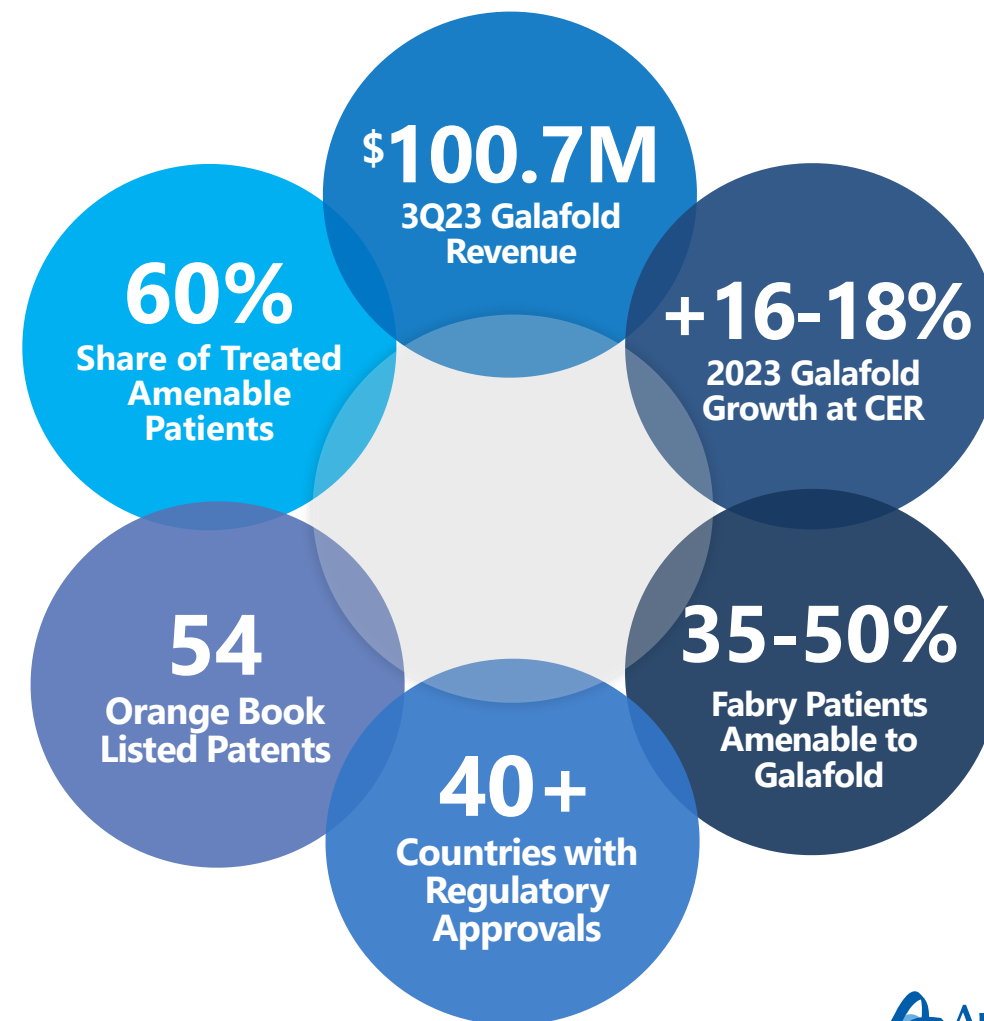 $100.7M
3Q23 Galafold
Revenue
+16-18%
2023 Galafold
Growth at CER
35-50%
Fabry Patients
Amenable to
Galafold
40+
Countries with
Regulatory
Approvals
54
Orange Book
Listed Patents
60%
Share of Treated
Amenable
Patients